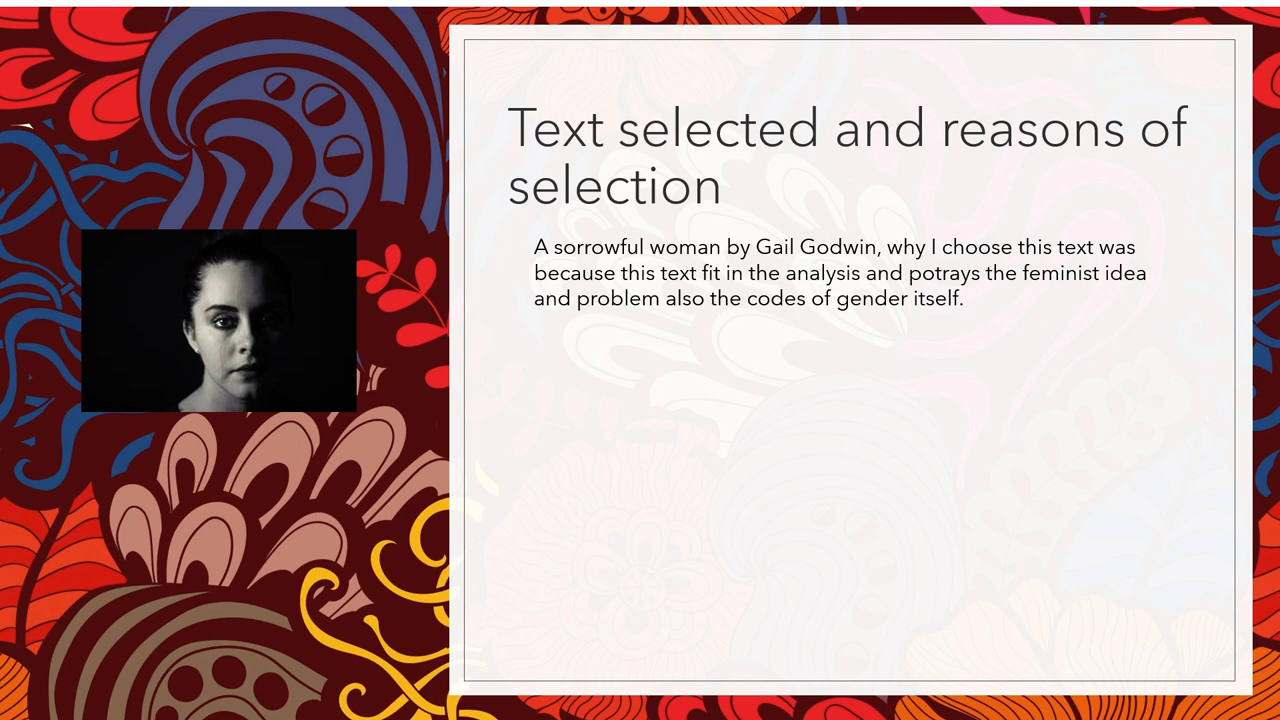 Text selected and reasons of
selection
A sorrowful woman by Gail Godwin, why I choose this text was
because this text fit in the analysis and potrays the feminist idea
and problem also the codes of gender itself.